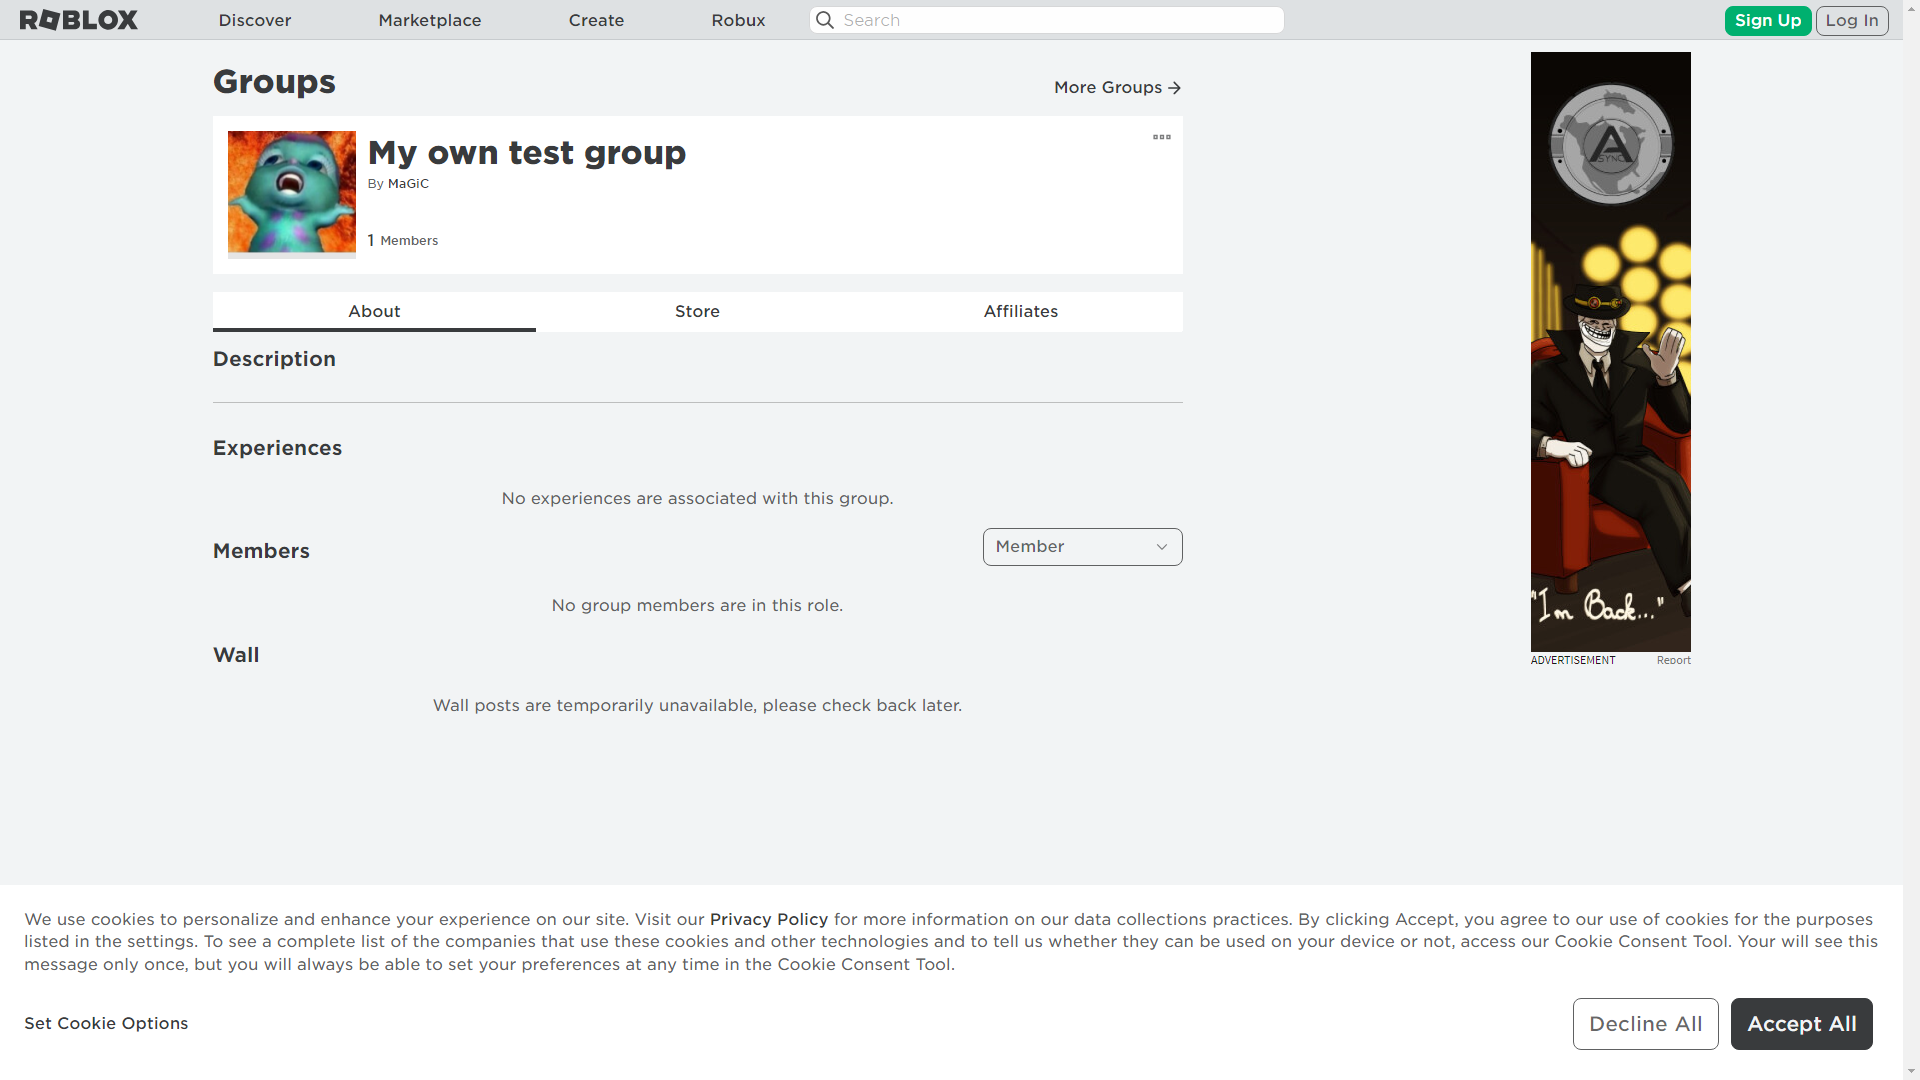 ROBLOX
Discover
Marketplace
Create
Robux
Search
Sign Up
Log In
Groups
More Groups
My own test group
By MaGiC
1 Members
About
Store
Affiliates
Description
Experiences
No experiences are associated with this group.
Members
Member
No group members are in this role.
Wall
Wall posts are temporarily unavailable, please check back later.
A
SYNC
"I'm Back..."
ADVERTISEMENT
Report
We use cookies to personalize and enhance your experience on our site. Visit our Privacy Policy for more information on our data collections practices. By clicking Accept, you agree to our use of cookies for the purposes
listed in the settings. To see a complete list of the companies that use these cookies and other technologies and to tell us whether they can be used on your device or not, access our Cookie Consent Tool. Your will see this
message only once, but you will always be able to set your preferences at any time in the Cookie Consent Tool.
Set Cookie Options
Decline All
Accept All